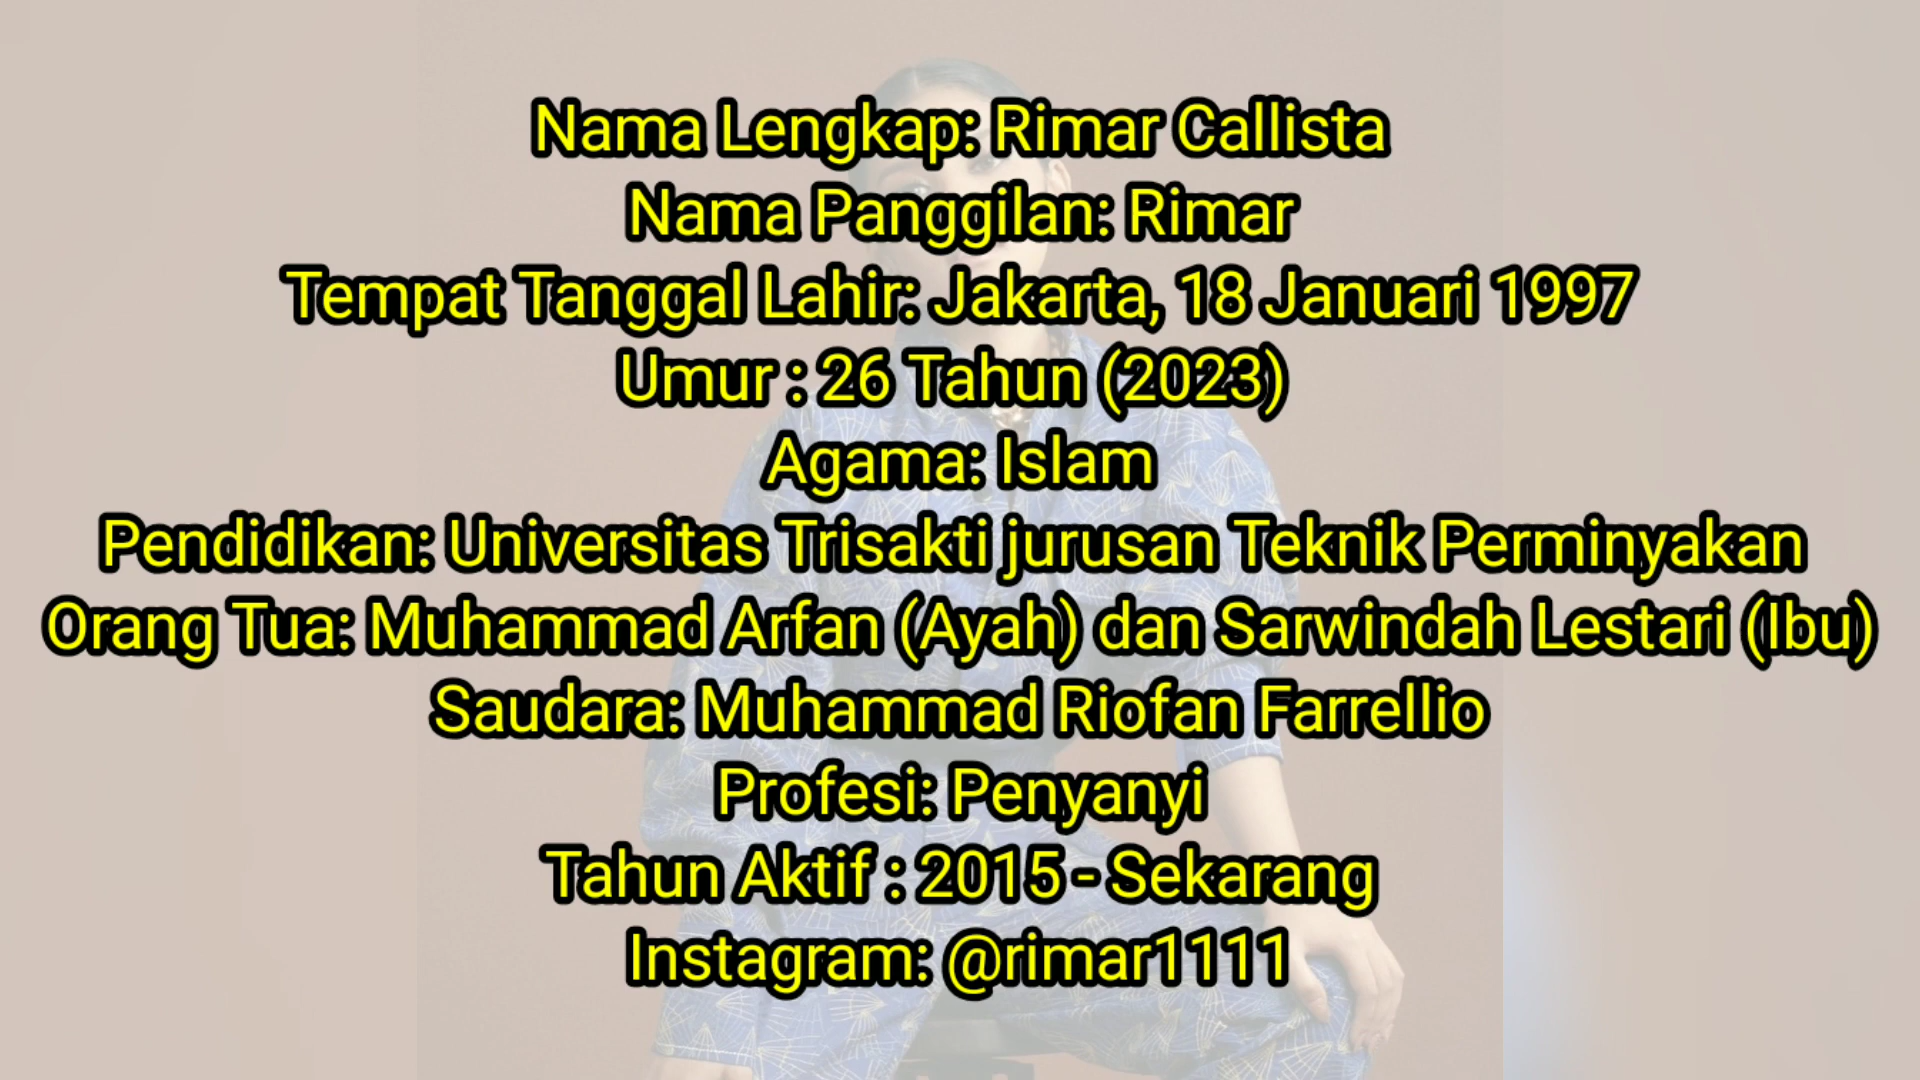 Nama Lengkap: Rimar Callista
Nama Panggilan: Rimar
Tempat Tanggal Lahir: Jakarta, 18 Januari 1997
Umur : 26 Tahun (2023)
Agama: Islam
Pendidikan: Universitas Trisakti jurusan Teknik Perminyakan
Orang Tua: Muhammad Arfan (Ayah) dan Sarwindah Lestari (Ibu)
Saudara: Muhammad Riofan Farrellio
Profesi: Penyanyi
Tahun Aktif : 2015 - Sekarang
Instagram: @rimar1111